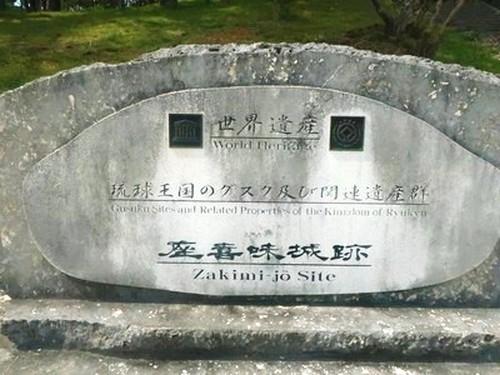 世界遺産
World Heritage
琉球王国のグスク及び関連遺産群
Gusuku Sites and Related Properties of the Kingdom of Ryukyu
座喜味城跡
Zakimi-jō Site